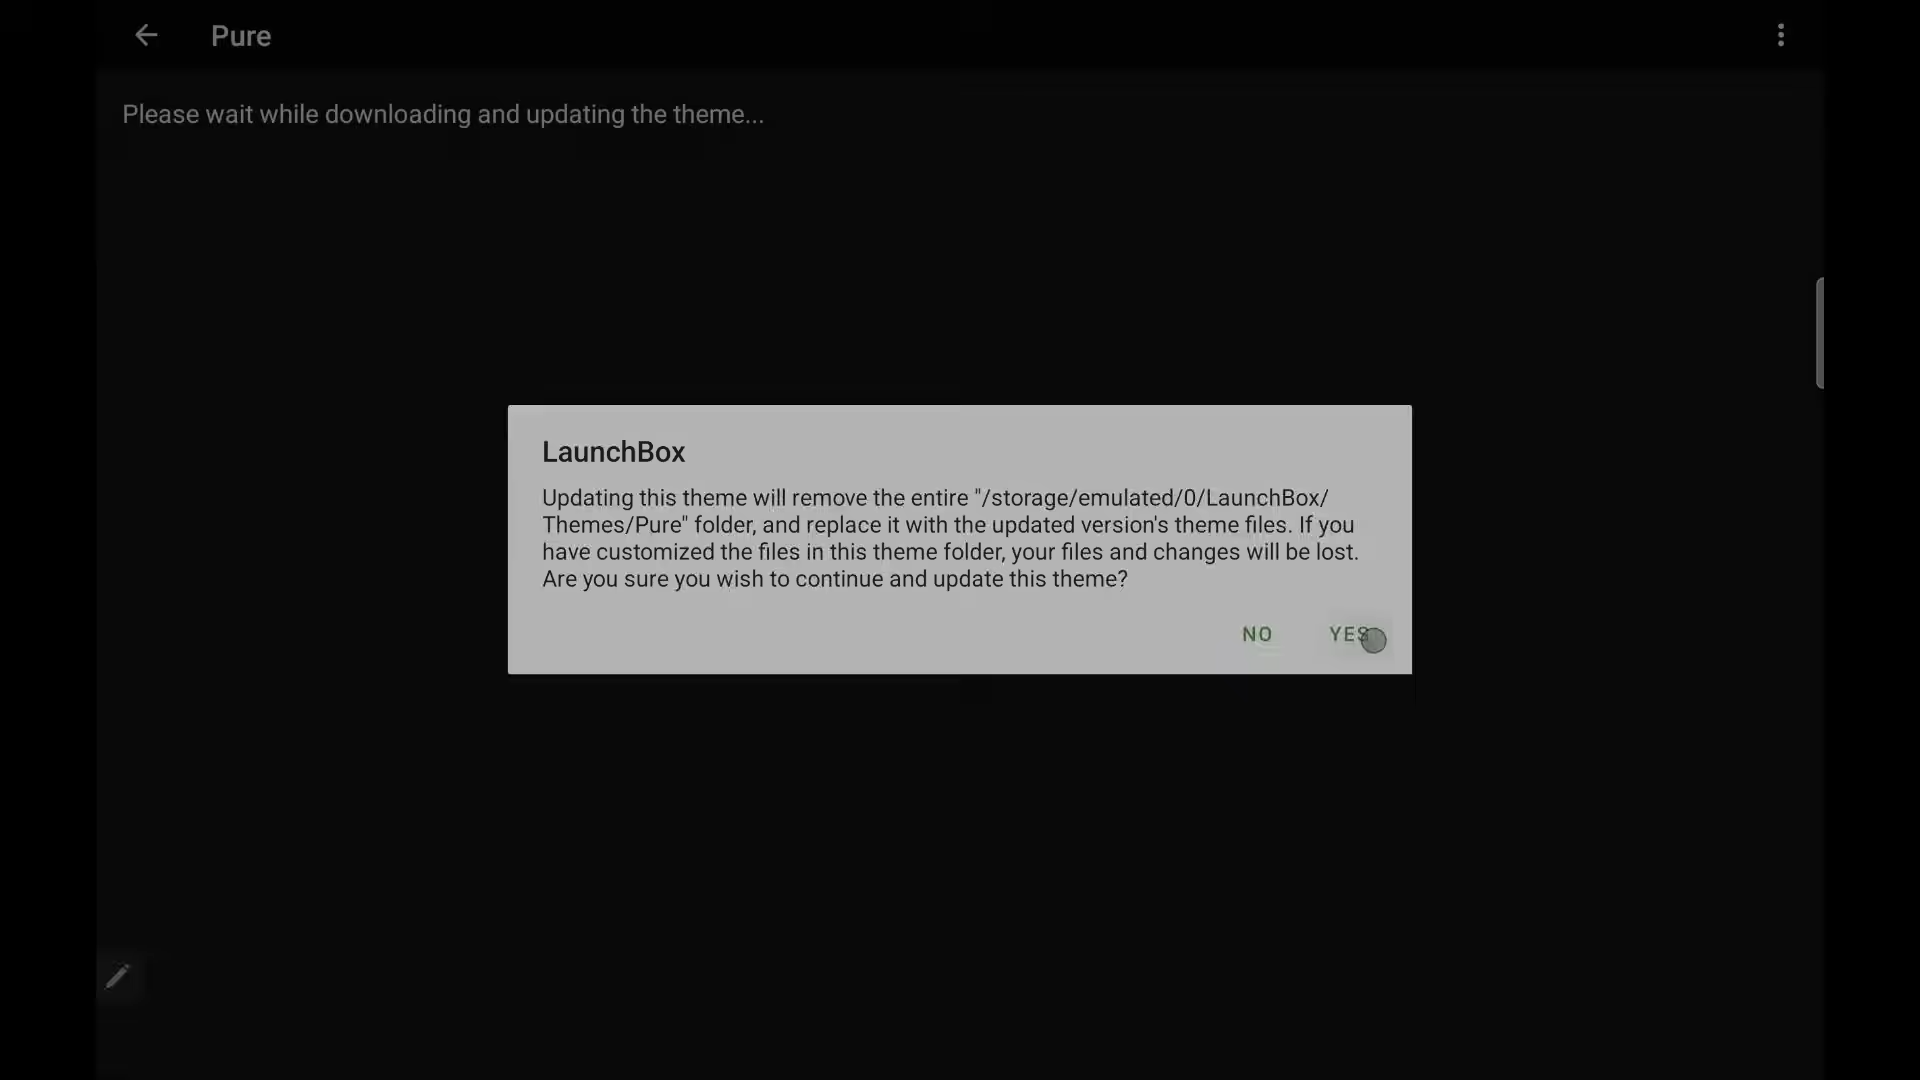 Pure
Please wait while downloading and updating the theme...
LaunchBox
Updating this theme will remove the entire "/storage/emulated/0/LaunchBox/
Themes/Pure" folder, and replace it with the updated version's theme files. If you
have customized the files in this theme folder, your files and changes will be lost.
Are you sure you wish to continue and update this theme?
NO YES